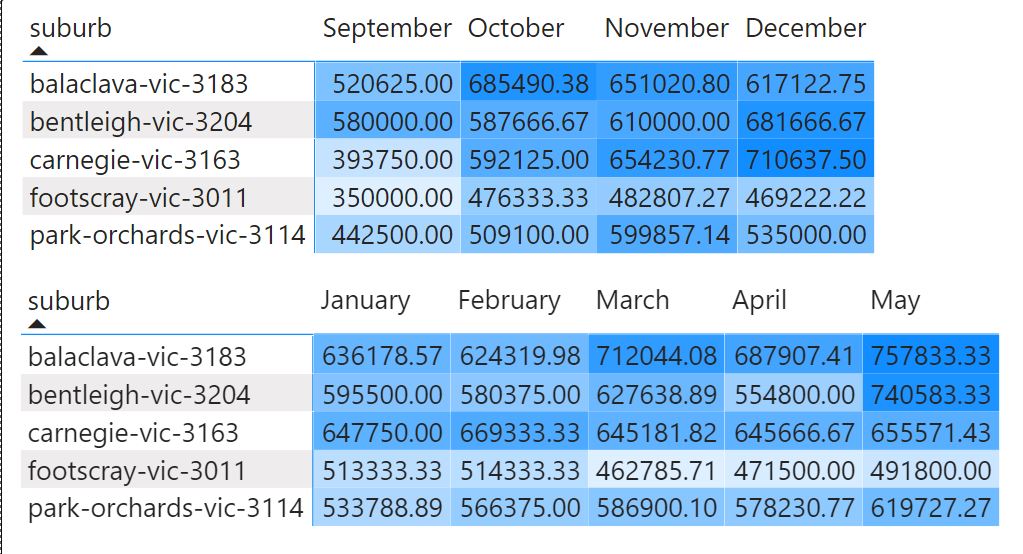 suburb September October November December
balaclava-vic-3183 520625.00 685490.38 651020.80 617122.75
bentleigh-vic-3204 580000.00 587666.67 610000.00 681666.67
carnegie-vic-3163 393750.00 592125.00 654230.77 710637.50
footscray-vic-3011 350000.00 476333.33 482807.27 469222.22
park-orchards-vic-3114 442500.00 509100.00 599857.14 535000.00
suburb January February March April May
balaclava-vic-3183 636178.57 624319.98 712044.08 687907.41 757833.33
bentleigh-vic-3204 595500.00 580375.00 627638.89 554800.00 740583.33
carnegie-vic-3163 647750.00 669333.33 645181.82 645666.67 655571.43
footscray-vic-3011 513333.33 514333.33 462785.71 471500.00 491800.00
park-orchards-vic-3114 533788.89 566375.00 586900.10 578230.77 619727.27